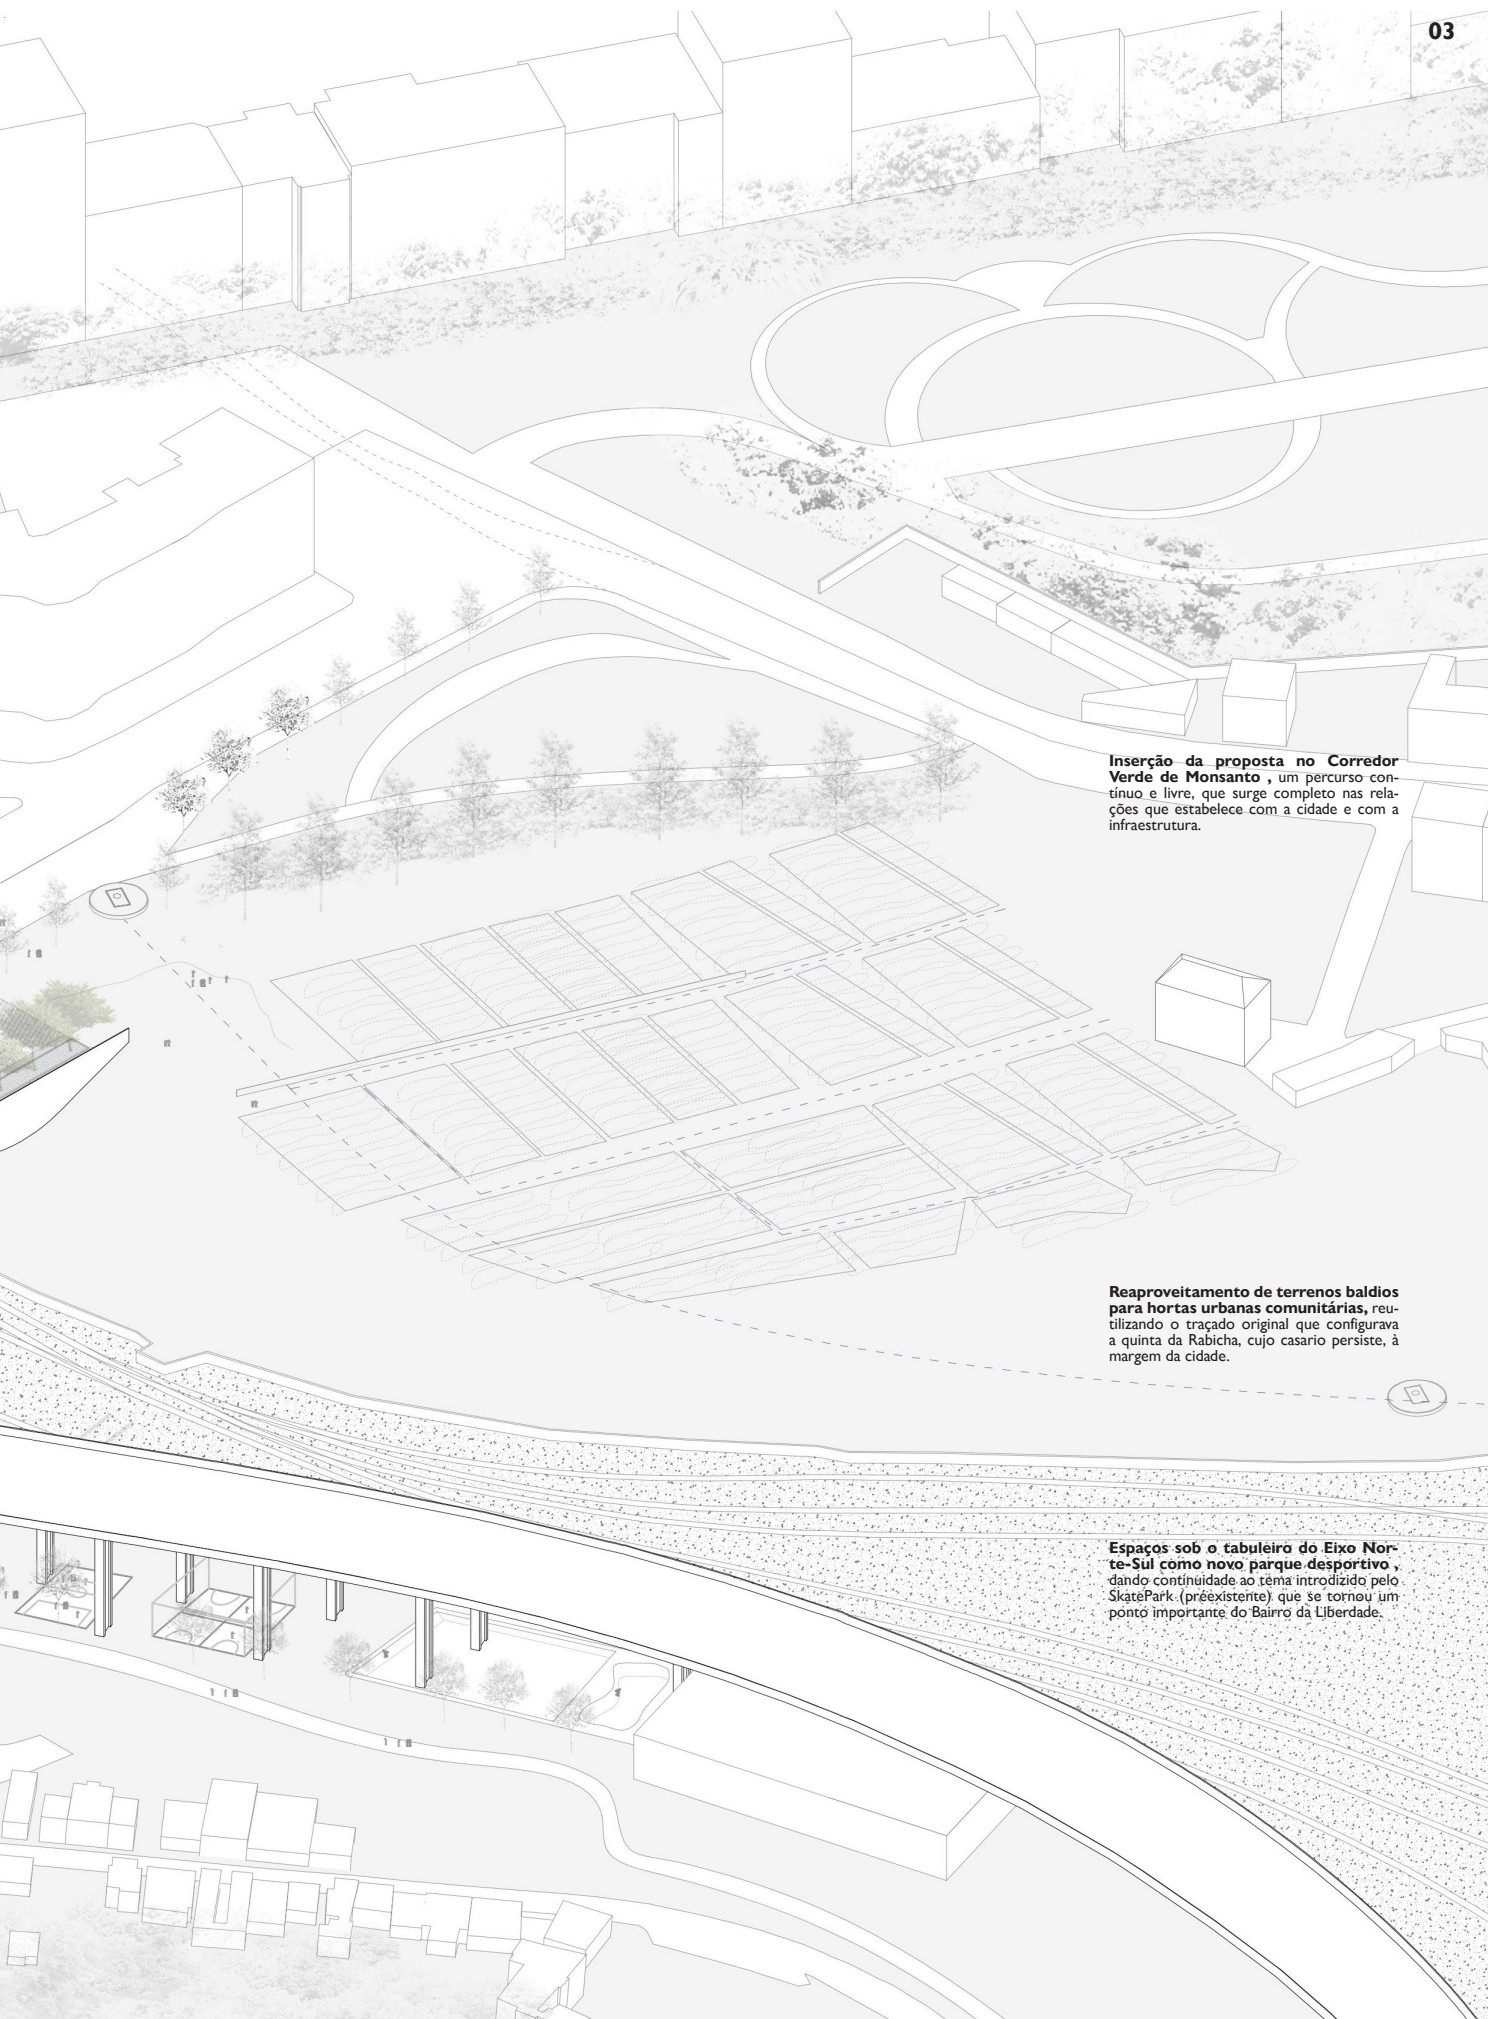 03
Inserção da proposta no Corredor
Verde de Monsanto , um percurso con-
tínuo e livre, que surge completo nas rela-
ções que estabelece com a cidade e com a
infraestrutura.
Reaproveitamento de terrenos baldios
para hortas urbanas comunitárias, reu-
tilizando o traçado original que configurava
a quinta da Rabicha, cujo casario persiste, à
margem da cidade.
Espaços sob o tabuleiro do Eixo Nor-
te-Sul como novo parque desportivo ,
dando continuidade ao tema introdizido pelo
SkatePark (preexistente) que se tornou um
ponto importante do Bairro da Liberdade.